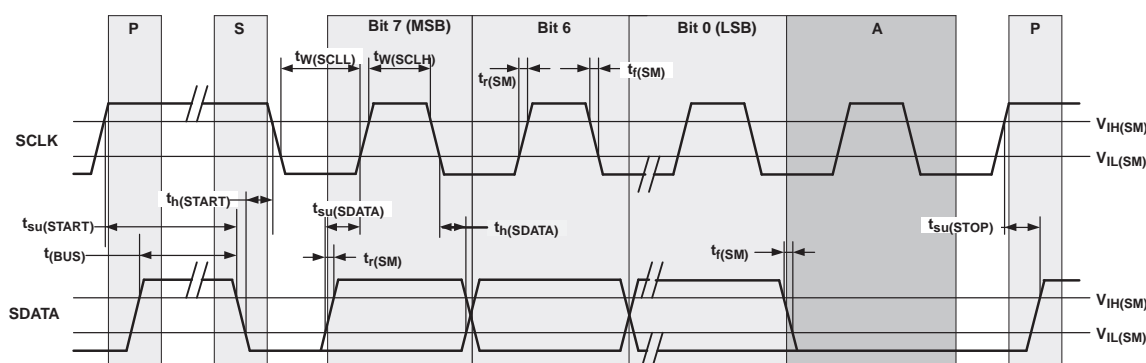 P S Bit 7 (MSB) Bit 6 Bit 0 (LSB) A P
tW(SCLL) tW(SCLH)
tr(SM) tf(SM)
SCLK
VIH(SM)
VIL(SM)
th(START)
tsu(START)
tsu(SDATA)
th(SDATA)
tsu(STOP)
t(BUS)
tr(SM)
tf(SM)
SDATA
VIH(SM)
VIL(SM)